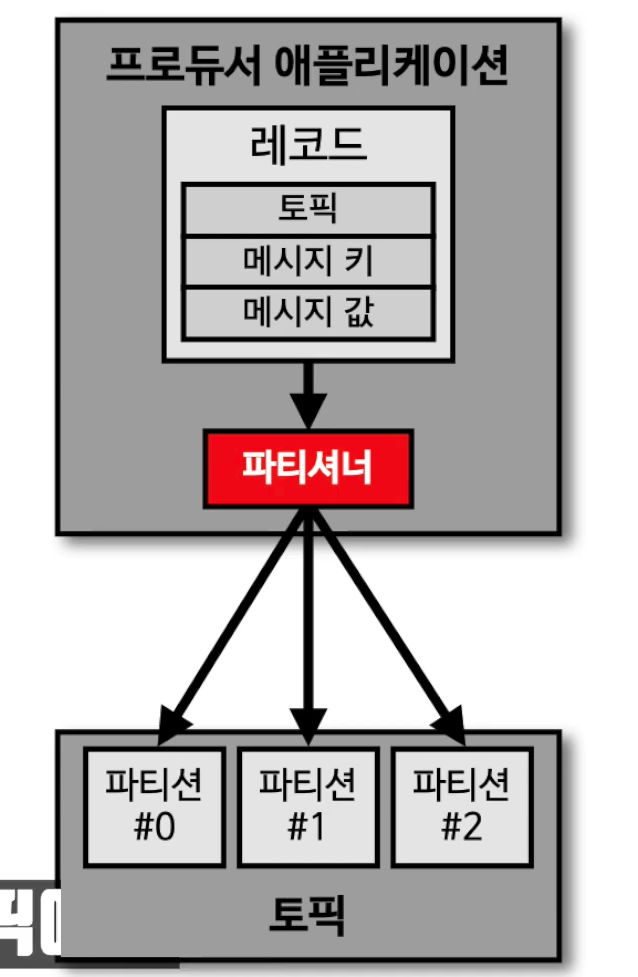 프로듀서 애플리케이션
레코드
토픽
메시지 키
메시지 값
파티셔너
파티션
#0
파티션
#1
파티션
#2
토픽